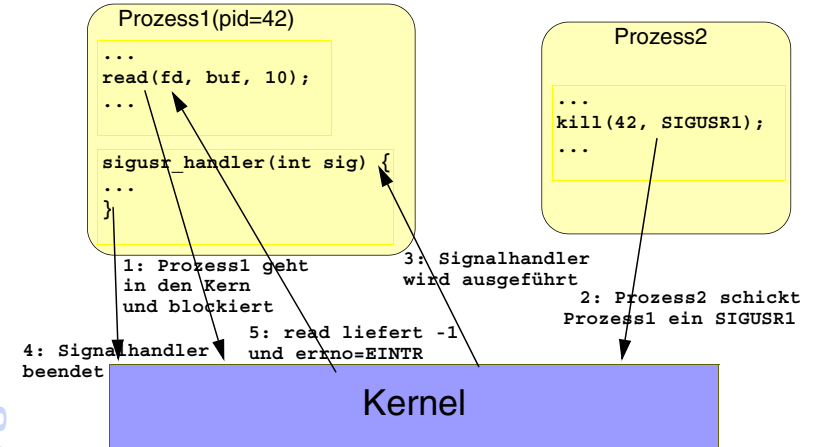 Prozess1(pid=42)
...
read(fd, buf, 10);
...
sigusr_handler(int sig) {
...
}
Prozess2
...
kill(42, SIGUSR1);
...
1: Prozess1 geht
in den Kern
und blockiert
3: Signalhandler
wird ausgeführt
2: Prozess2 schickt
Prozess1 ein SIGUSR1
4: Signalhandler
beendet
5: read liefert -1
und errno=EINTR
Kernel